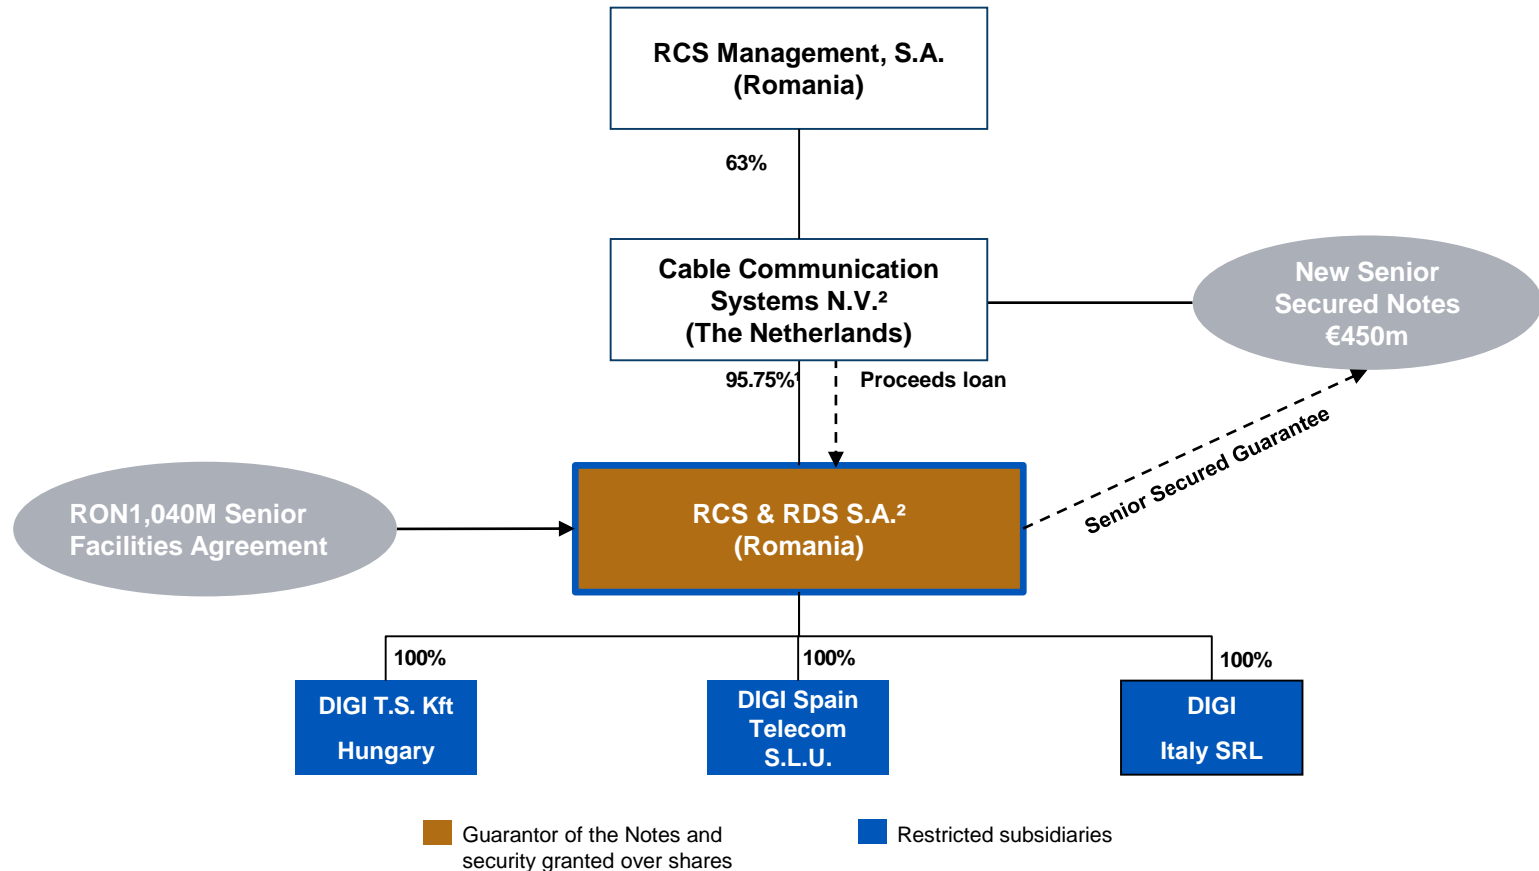 RCS Management, S.A.
(Romania)
63%
Cable Communication
Systems N.V.²
(The Netherlands)
New Senior
Secured Notes
€450m
95.75%¹
Proceeds loan
Senior Secured Guarantee
RON1,040M Senior
Facilities Agreement
RCS & RDS S.A.²
(Romania)
100%
100%
100%
DIGI T.S. Kft
Hungary
DIGI Spain
Telecom
S.L.U.
DIGI
Italy SRL
Guarantor of the Notes and
security granted over shares
Restricted subsidiaries